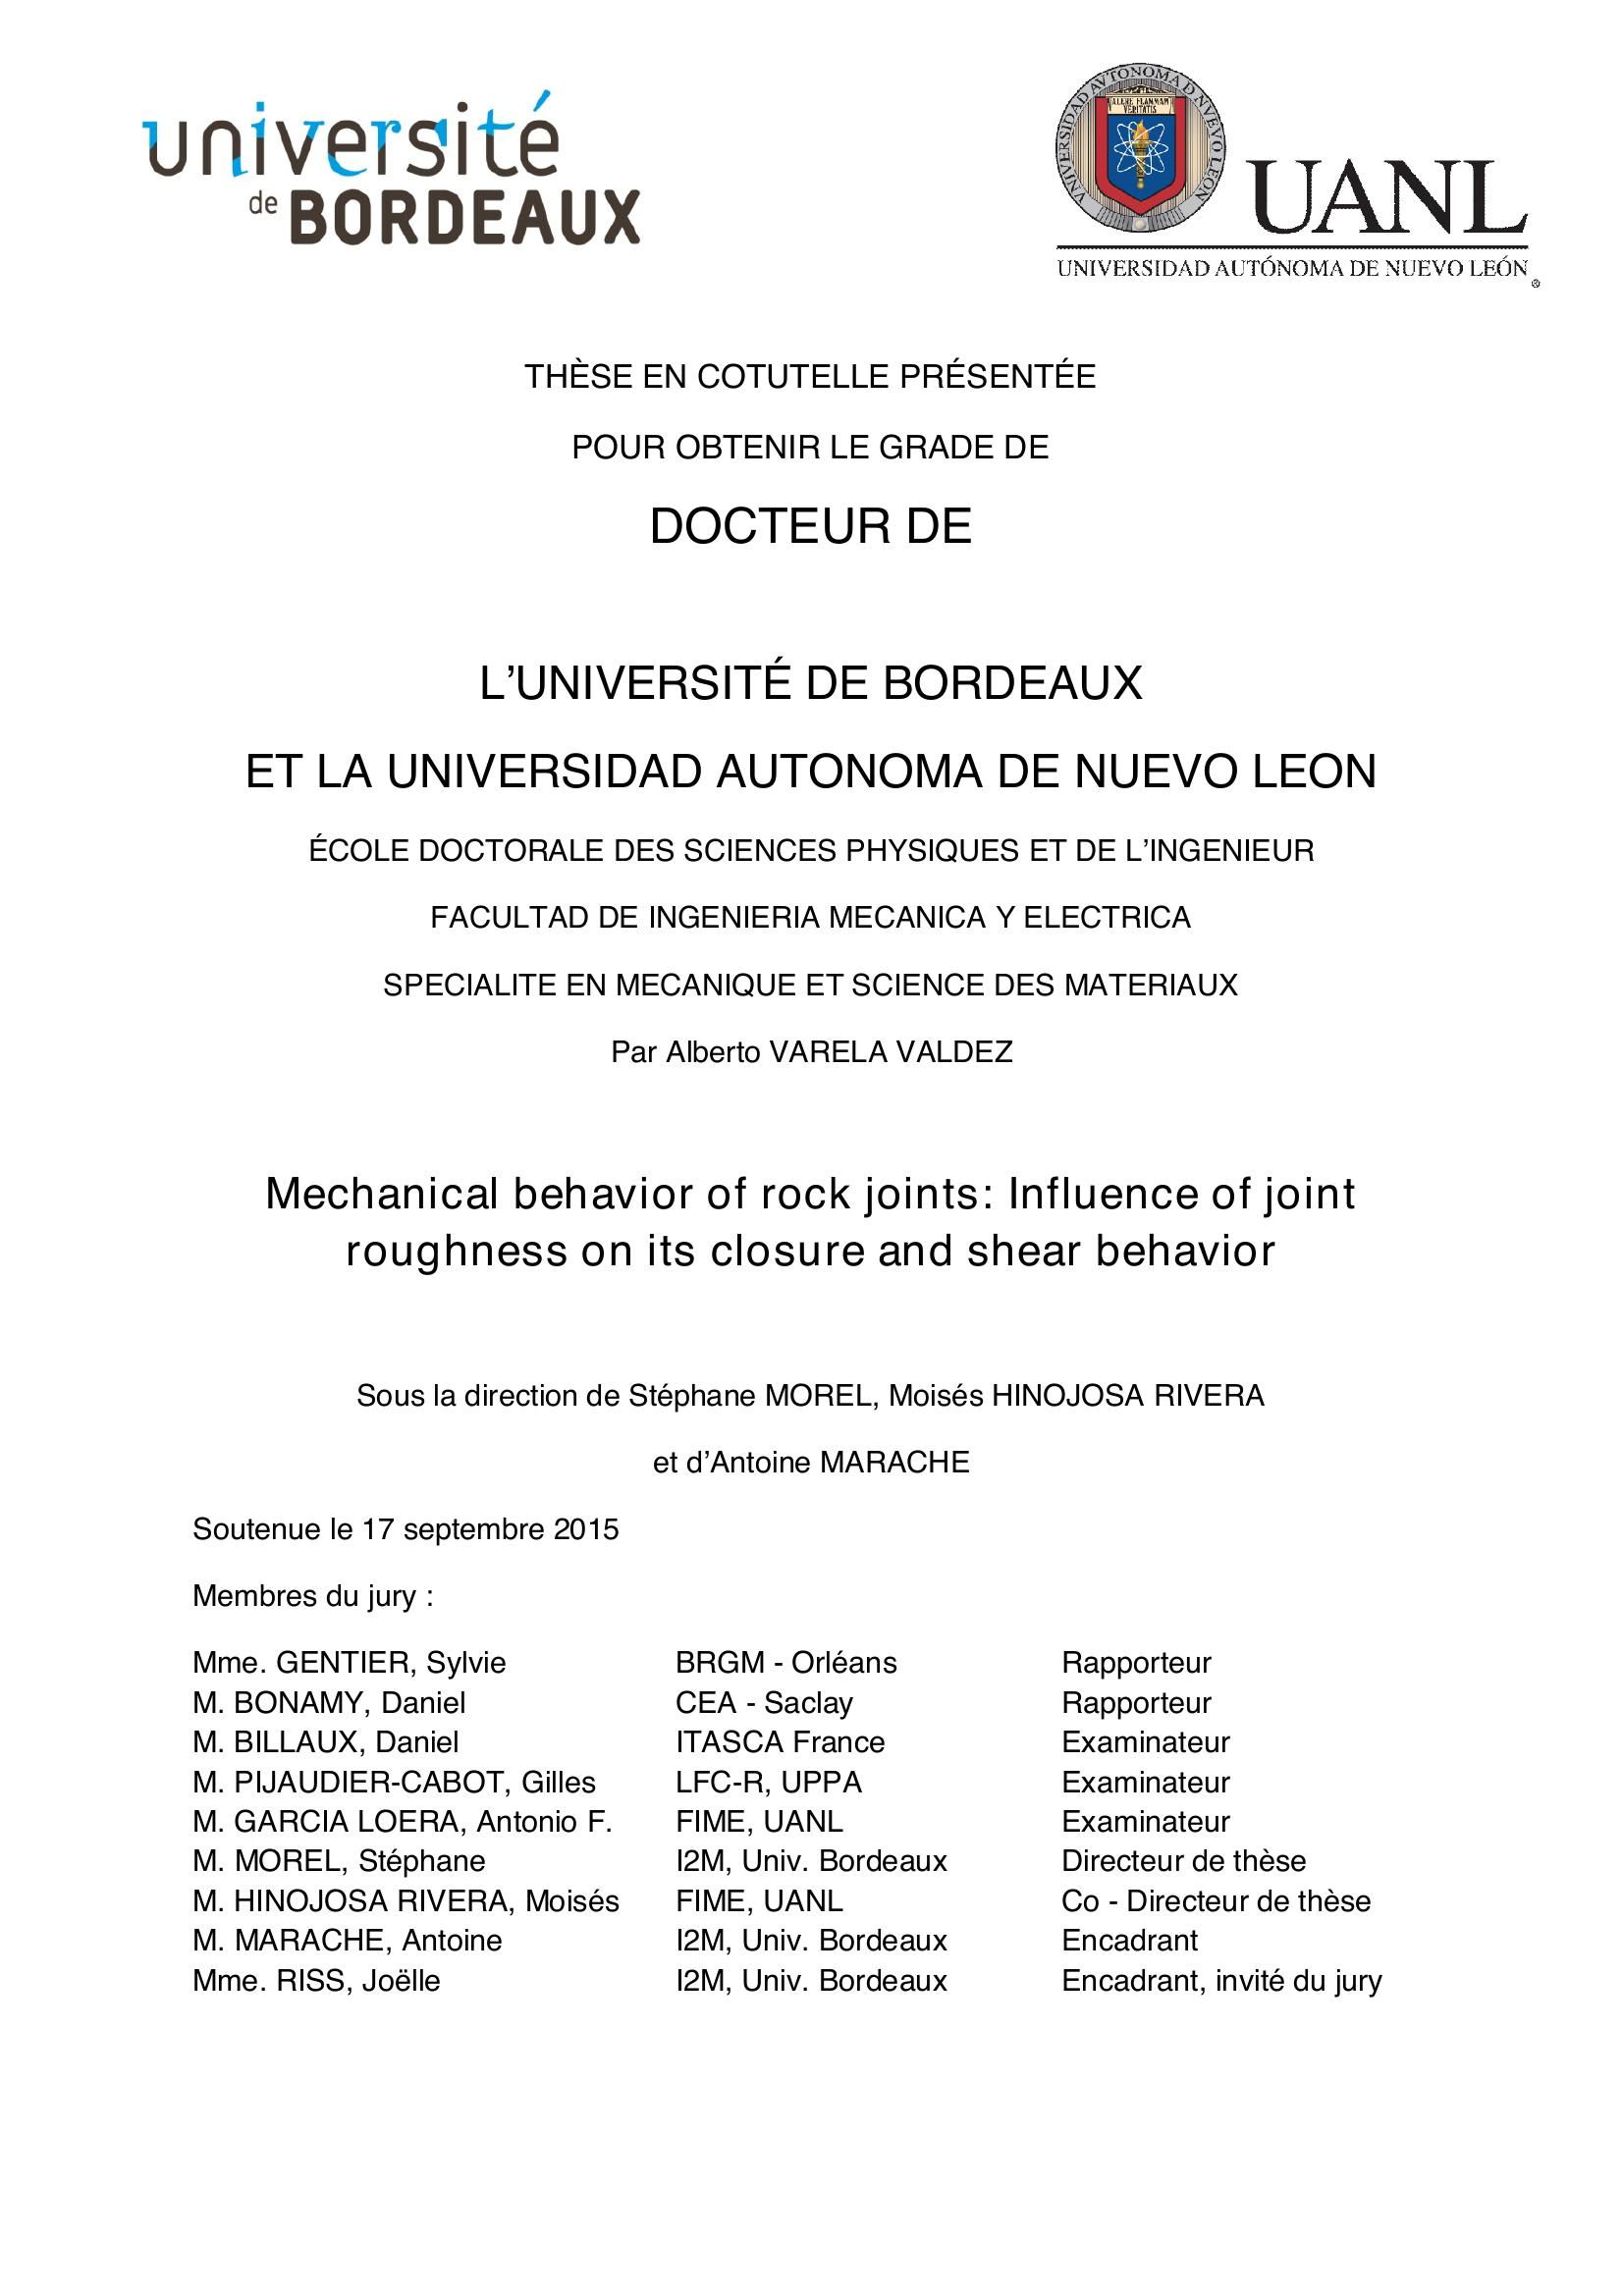 université
de BORDEAUX
UNIVERSIDAD AUTONOMA DE NUEVO LEON
ALERE FLAMMAM
VERITATIS
UANL
UNIVERSIDAD AUTÓNOMA DE NUEVO LEÓN
®
THÈSE EN COTUTELLE PRÉSENTÉE
POUR OBTENIR LE GRADE DE
DOCTEUR DE
L’UNIVERSITÉ DE BORDEAUX
ET LA UNIVERSIDAD AUTONOMA DE NUEVO LEON
ÉCOLE DOCTORALE DES SCIENCES PHYSIQUES ET DE L’INGENIEUR
FACULTAD DE INGENIERIA MECANICA Y ELECTRICA
SPECIALITE EN MECANIQUE ET SCIENCE DES MATERIAUX
Par Alberto VARELA VALDEZ
Mechanical behavior of rock joints: Influence of joint
roughness on its closure and shear behavior
Sous la direction de Stéphane MOREL, Moisés HINOJOSA RIVERA
et d’Antoine MARACHE
Soutenue le 17 septembre 2015
Membres du jury :
Mme. GENTIER, Sylvie BRGM - Orléans Rapporteur
M. BONAMY, Daniel CEA - Saclay Rapporteur
M. BILLAUX, Daniel ITASCA France Examinateur
M. PIJAUDIER-CABOT, Gilles LFC-R, UPPA Examinateur
M. GARCIA LOERA, Antonio F. FIME, UANL Examinateur
M. MOREL, Stéphane I2M, Univ. Bordeaux Directeur de thèse
M. HINOJOSA RIVERA, Moisés FIME, UANL Co - Directeur de thèse
M. MARACHE, Antoine I2M, Univ. Bordeaux Encadrant
Mme. RISS, Joëlle I2M, Univ. Bordeaux Encadrant, invité du jury